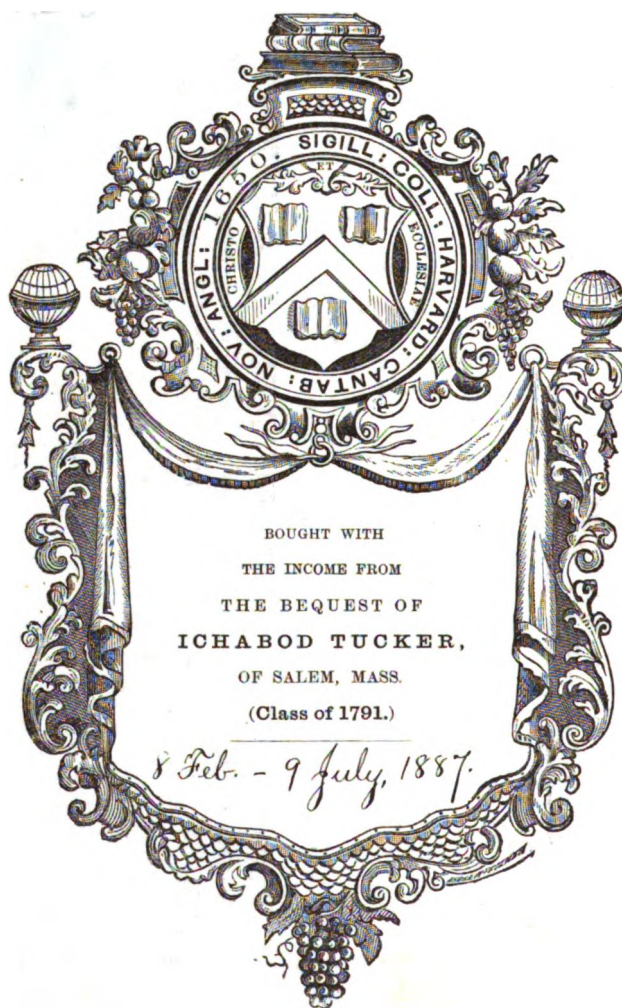 SIGILL: COLL: HARVARD: CANTAB: NOV: ANGL: 1650.
CHRISTO
ET
ECCLESIAE
BOUGHT WITH
THE INCOME FROM
THE BEQUEST OF
ICHABOD TUCKER,
OF SALEM, MASS.
(Class of 1791.)
8 Feb. – 9 July, 1887.